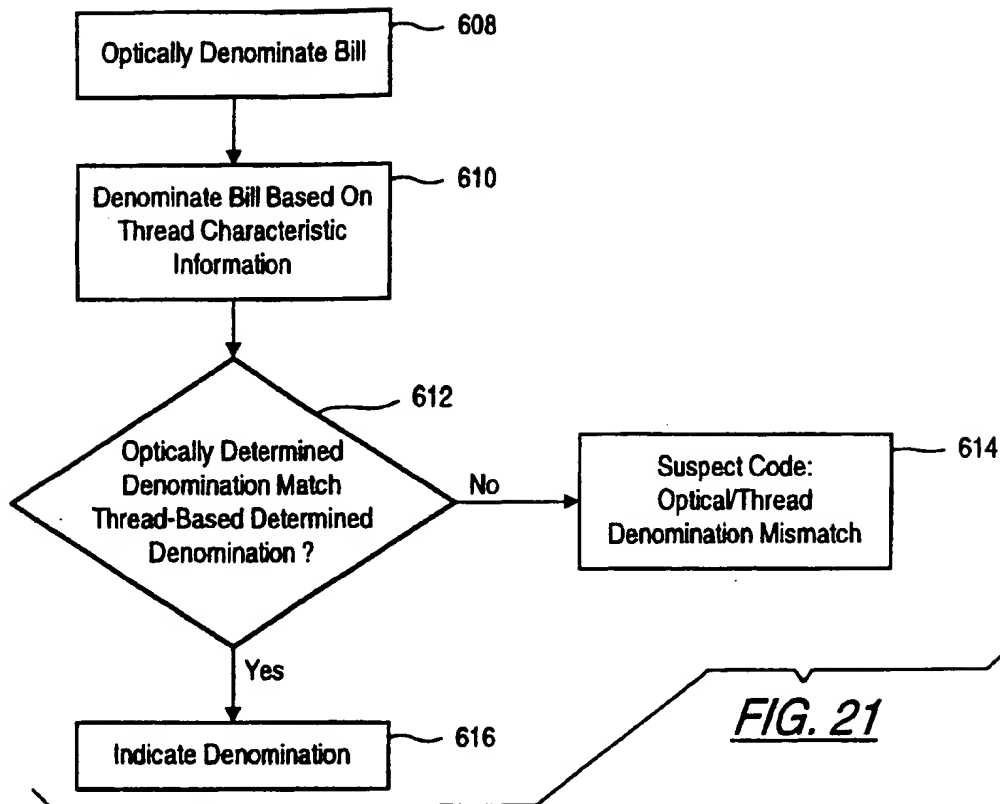 Optically Denominate Bill
608
Denominate Bill Based On
Thread Characteristic
Information
610
612
Optically Determined
Denomination Match
Thread-Based Determined
Denomination ?
No
Suspect Code:
Optical/Thread
Denomination Mismatch
614
Yes
Indicate Denomination
616
FIG. 21